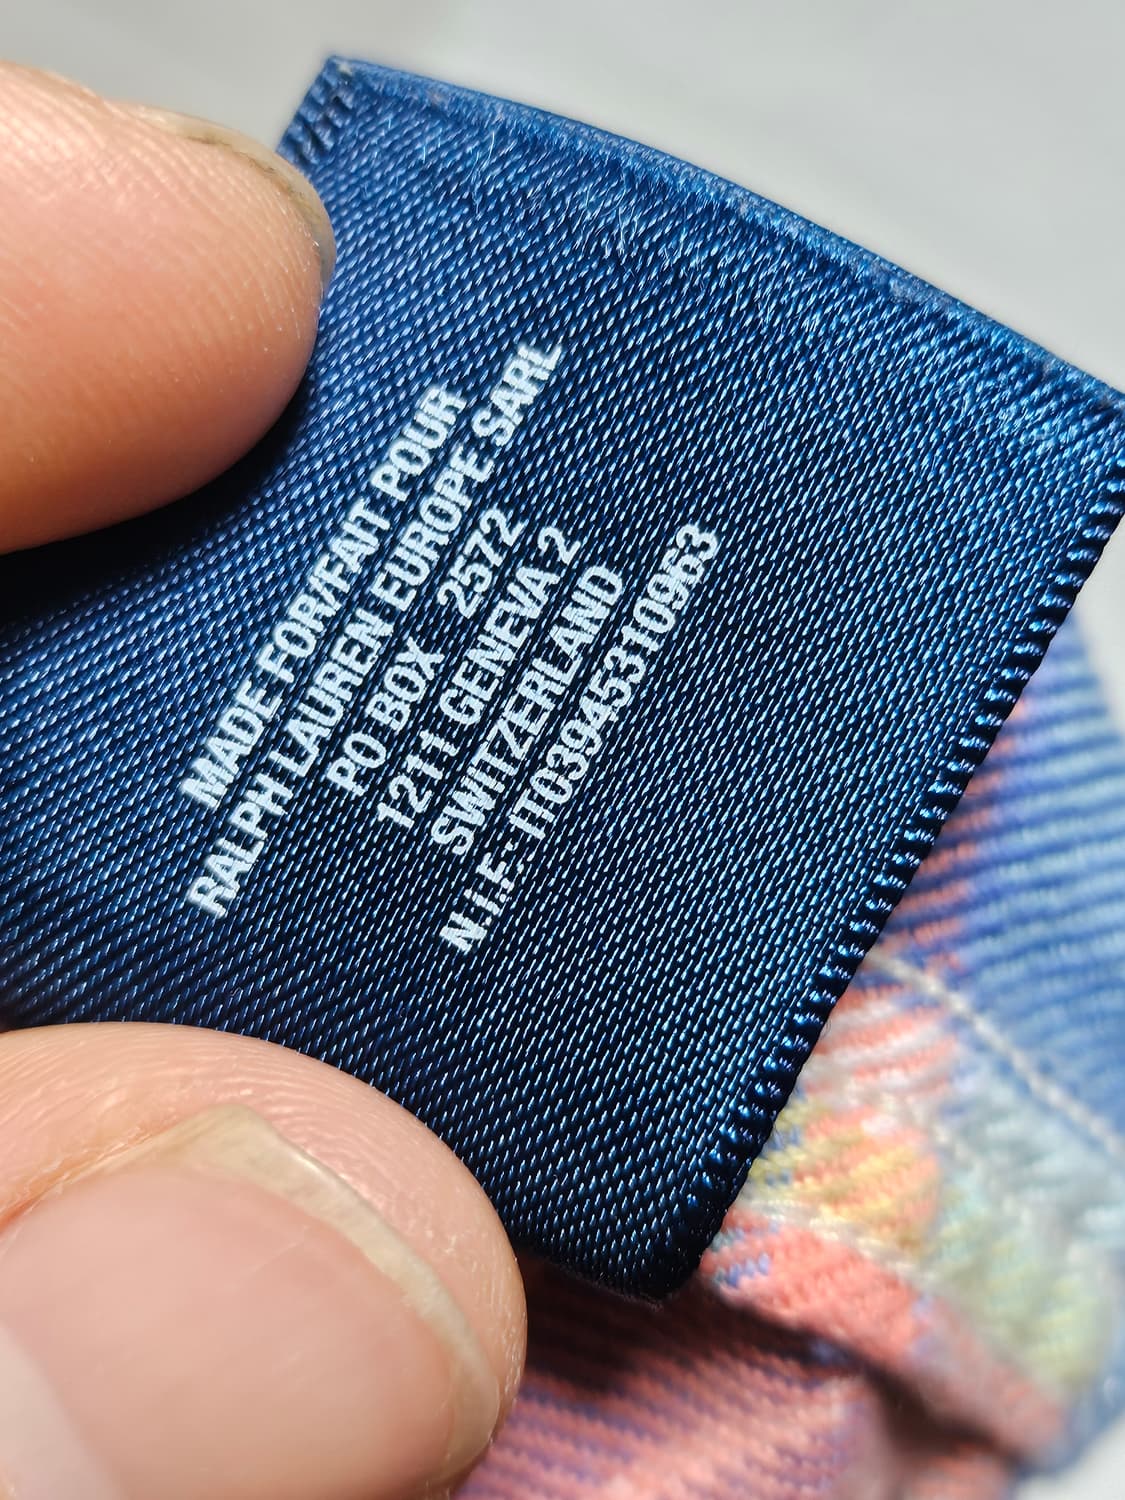 MADE FOR/FAIT POUR
RALPH LAUREN EUROPE SARL
PO BOX 2572
1211 GENEVA 2
SWITZERLAND
N.I.F.: IT03945310963